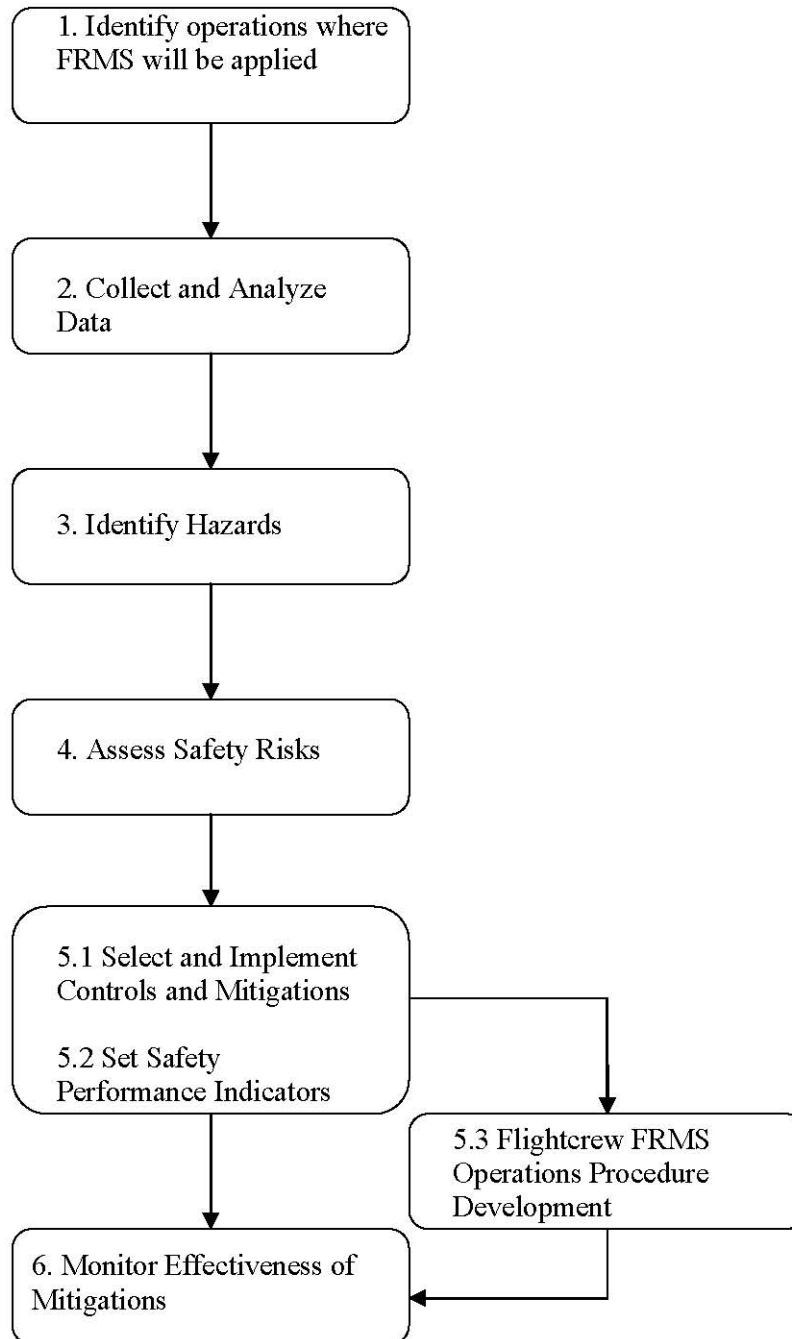 1. Identify operations where
FRMS will be applied
2. Collect and Analyze
Data
3. Identify Hazards
4. Assess Safety Risks
5.1 Select and Implement
Controls and Mitigations
5.2 Set Safety
Performance Indicators
5.3 Flightcrew FRMS
Operations Procedure
Development
6. Monitor Effectiveness of
Mitigations